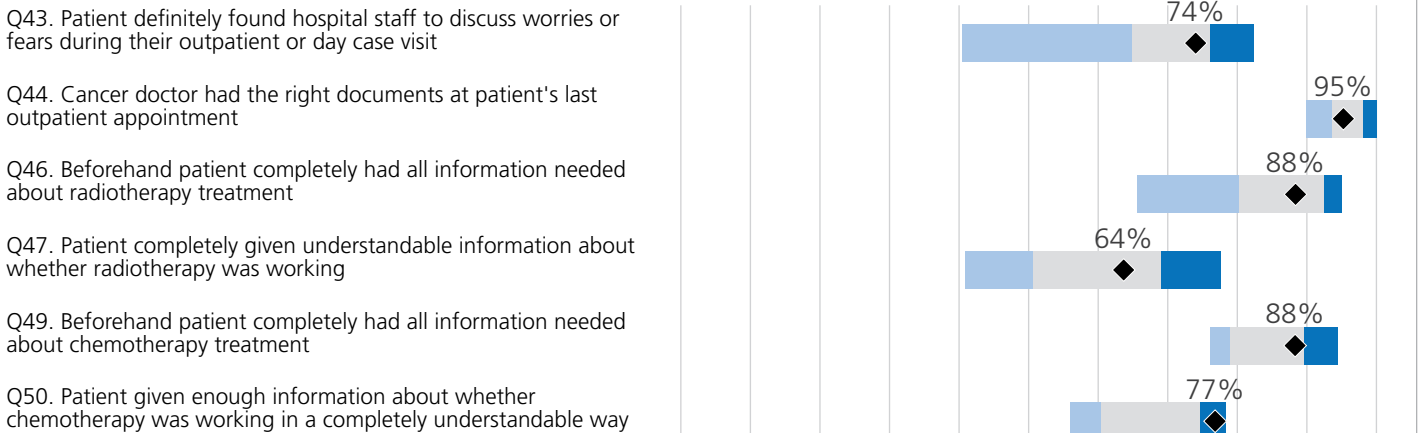 Q43. Patient definitely found hospital staff to discuss worries or
fears during their outpatient or day case visit
74%
Q44. Cancer doctor had the right documents at patient's last
outpatient appointment
95%
Q46. Beforehand patient completely had all information needed
about radiotherapy treatment
88%
Q47. Patient completely given understandable information about
whether radiotherapy was working
64%
Q49. Beforehand patient completely had all information needed
about chemotherapy treatment
88%
Q50. Patient given enough information about whether
chemotherapy was working in a completely understandable way
77%